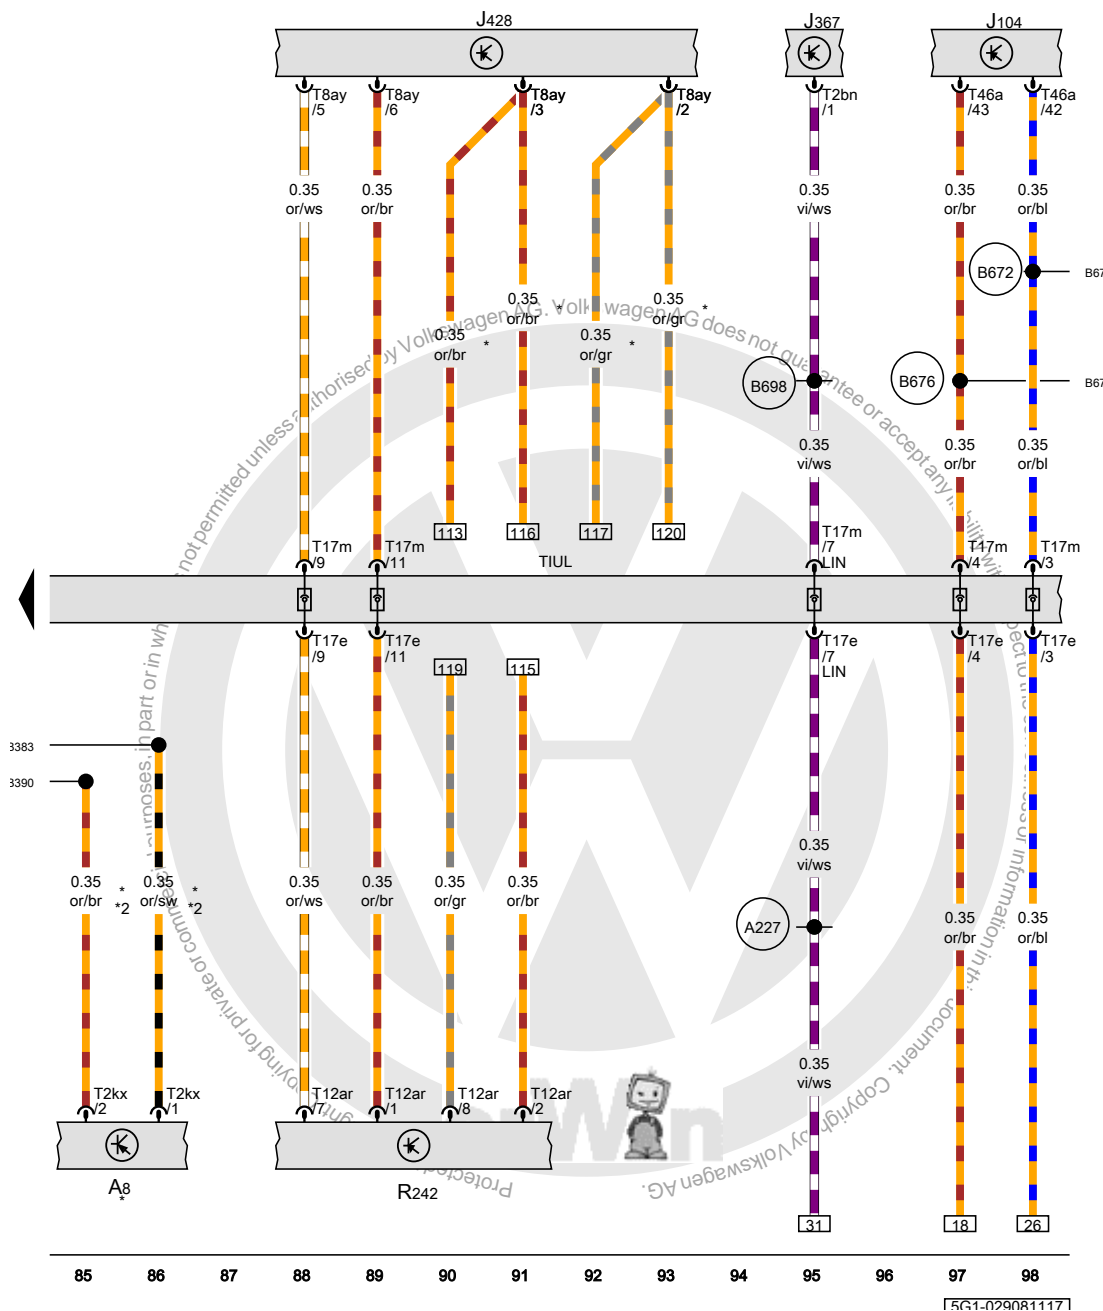 J428
J367
J104
T8ay
/5
T8ay
/6
T8ay
/3
T8ay
/2
T2bn
/1
T46a
/43
T46a
/42
0.35
or/ws
0.35
or/br
0.35
vi/ws
0.35
or/br
0.35
or/bl
B672
B67
0.35
or/br *
0.35
or/gr *
0.35
or/br *
0.35
or/gr *
B698
B676
B67
0.35
vi/ws
0.35
or/br
0.35
or/bl
113
116
117
120
TIUL
T17m
/9
T17m
/11
T17m
/7
LIN
T17m
/4
T17m
/3
T17e
/9
T17e
/11
T17e
/7
LIN
T17e
/4
T17e
/3
119
115
B383
B390
0.35
or/br *
*2
0.35
or/sw *
*2
0.35
or/ws
0.35
or/br
0.35
or/gr
0.35
or/br
0.35
vi/ws
A227
0.35
or/br
0.35
or/bl
0.35
vi/ws
T2kx
/2
T2kx
/1
T12ar
/7
T12ar
/1
T12ar
/8
T12ar
/2
A8
*
R242
31
18
26
85 86 87 88 89 90 91 92 93 94 95 96 97 98
5G1-029081117
Win